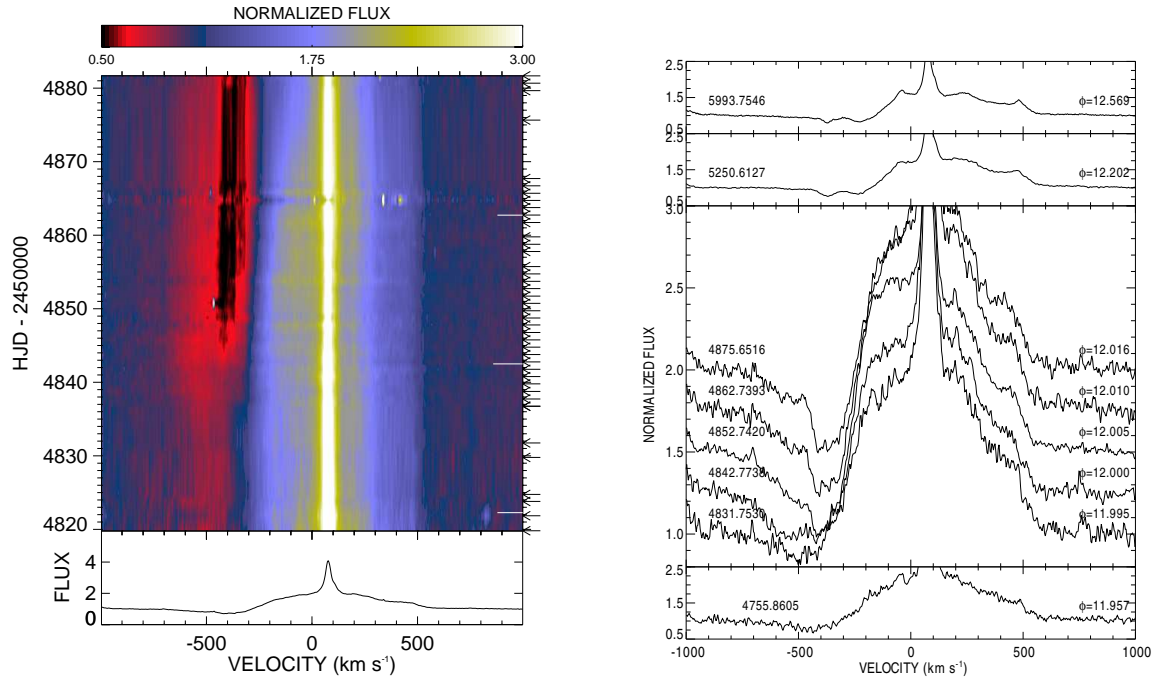 NORMALIZED FLUX
0.50 1.75 3.00
HJD - 2450000
4880
4870
4860
4850
4840
4830
4820
FLUX
4
2
0
-500 0 500
VELOCITY (km s-1)
2.5
1.5
0.5
5993.7546 ϕ=12.569
2.5
1.5
0.5
5250.6127 ϕ=12.202
NORMALIZED FLUX
3.0
2.5
2.0
1.5
1.0
4875.6516 ϕ=12.016
4862.7393 ϕ=12.010
4852.7420 ϕ=12.005
4842.7738 ϕ=12.000
4831.7530 ϕ=11.995
2.5
1.5
0.5
4755.8605 ϕ=11.957
-1000 -500 0 500 1000
VELOCITY (km s-1)